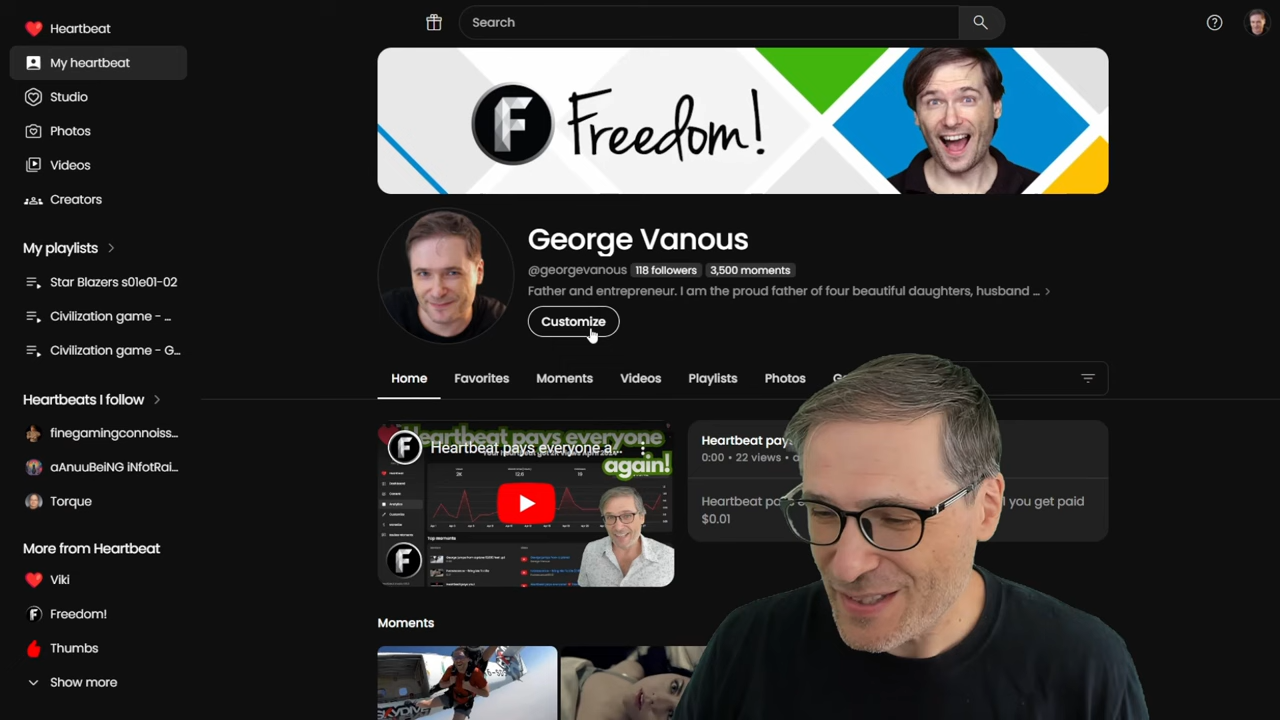 Heartbeat
My heartbeat
Studio
Photos
Videos
Creators
My playlists
Star Blazers s01e01-02
Civilization game - ...
Civilization game - G...
Heartbeats I follow
finegamingconnoiss...
aAnuuBeiNG iNfotRai...
Torque
More from Heartbeat
Viki
Freedom!
Thumbs
Show more
Search
F Freedom!
George Vanous
@georgevanous 118 followers 3,500 moments
Father and entrepreneur. I am the proud father of four beautiful daughters, husband ...
Customize
Home Favorites Moments Videos Playlists Photos
Heartbeat pays everyone
Heartbeat pays everyone a...
again!
Top Moments
Heartbeat pays
0:00 • 22 views •
Heartbeat pa
you get paid
$0.01
Moments
SKYDIVE